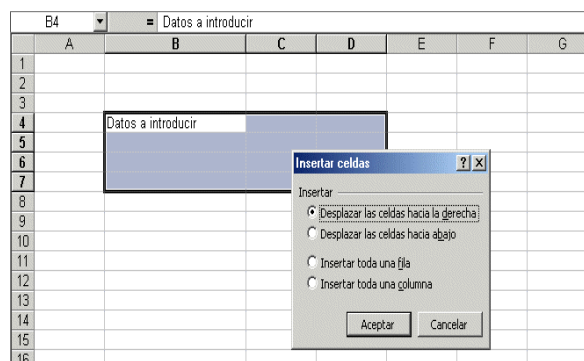 B4 = Datos a introducir
A B C D E F G
1
2
3
4 Datos a introducir
5
6
7
8
9
10
11
12
13
14
15
16
Insertar celdas
Insertar
Desplazar las celdas hacia la derecha
Desplazar las celdas hacia abajo
Insertar toda una fila
Insertar toda una columna
Aceptar Cancelar